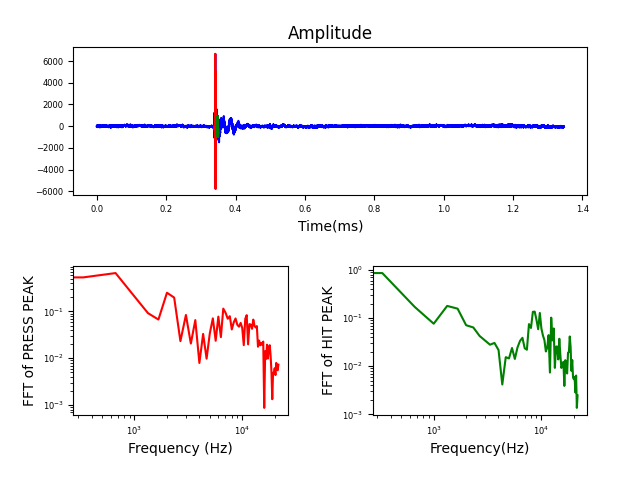 Amplitude
6000
4000
2000
0
−2000
−4000
−6000
0.0 0.2 0.4 0.6 0.8 1.0 1.2 1.4
Time(ms)
FFT of PRESS PEAK
10⁻¹
10⁻²
10⁻³
10³ 10⁴
Frequency (Hz)
FFT of HIT PEAK
10⁰
10⁻¹
10⁻²
10⁻³
10³ 10⁴
Frequency(Hz)